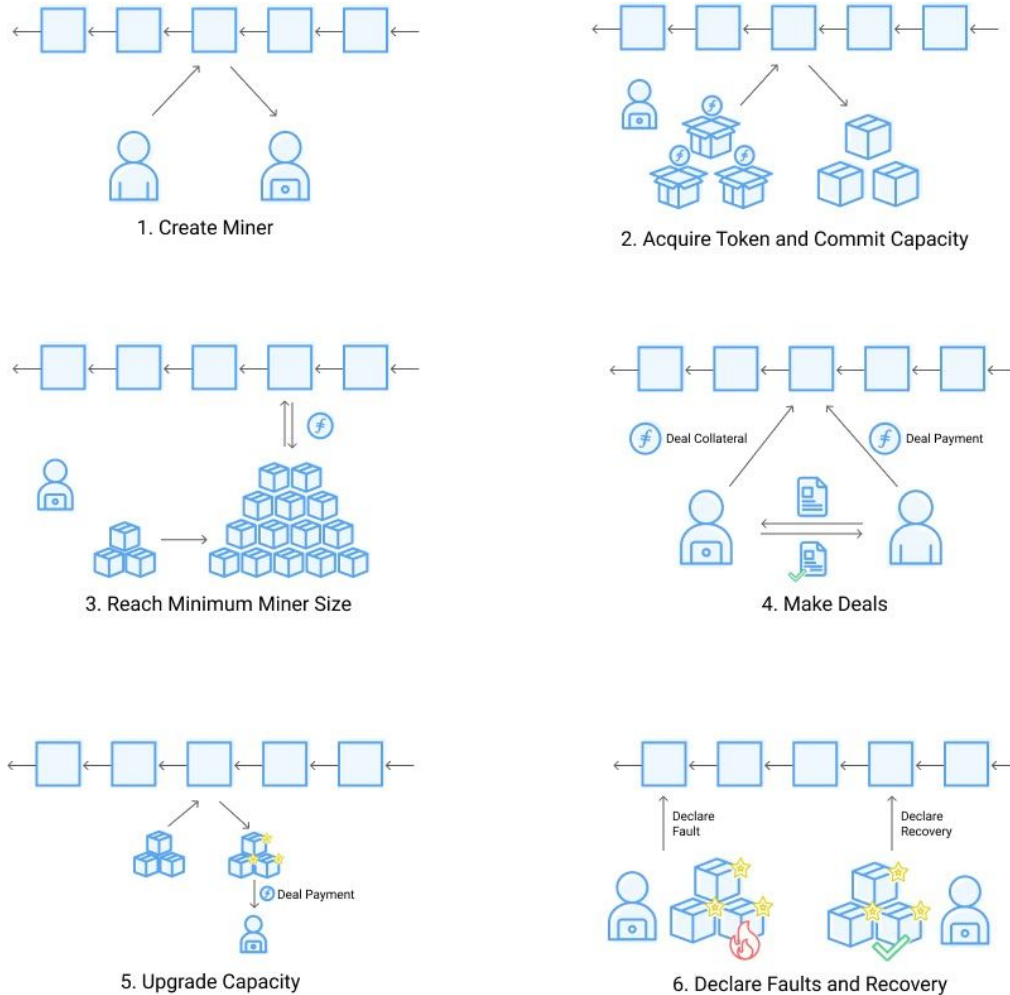 1. Create Miner
2. Acquire Token and Commit Capacity
3. Reach Minimum Miner Size
Deal Collateral
Deal Payment
4. Make Deals
Deal Payment
5. Upgrade Capacity
Declare
Fault
Declare
Recovery
6. Declare Faults and Recovery